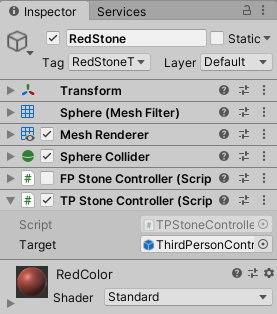 Inspector Services
RedStone Static
Tag RedStoneT Layer Default
Transform
Sphere (Mesh Filter)
Mesh Renderer
Sphere Collider
# FP Stone Controller (Scrip
# TP Stone Controller (Scrip
Script TPStoneControlle
Target ThirdPersonContr
RedColor
Shader Standard